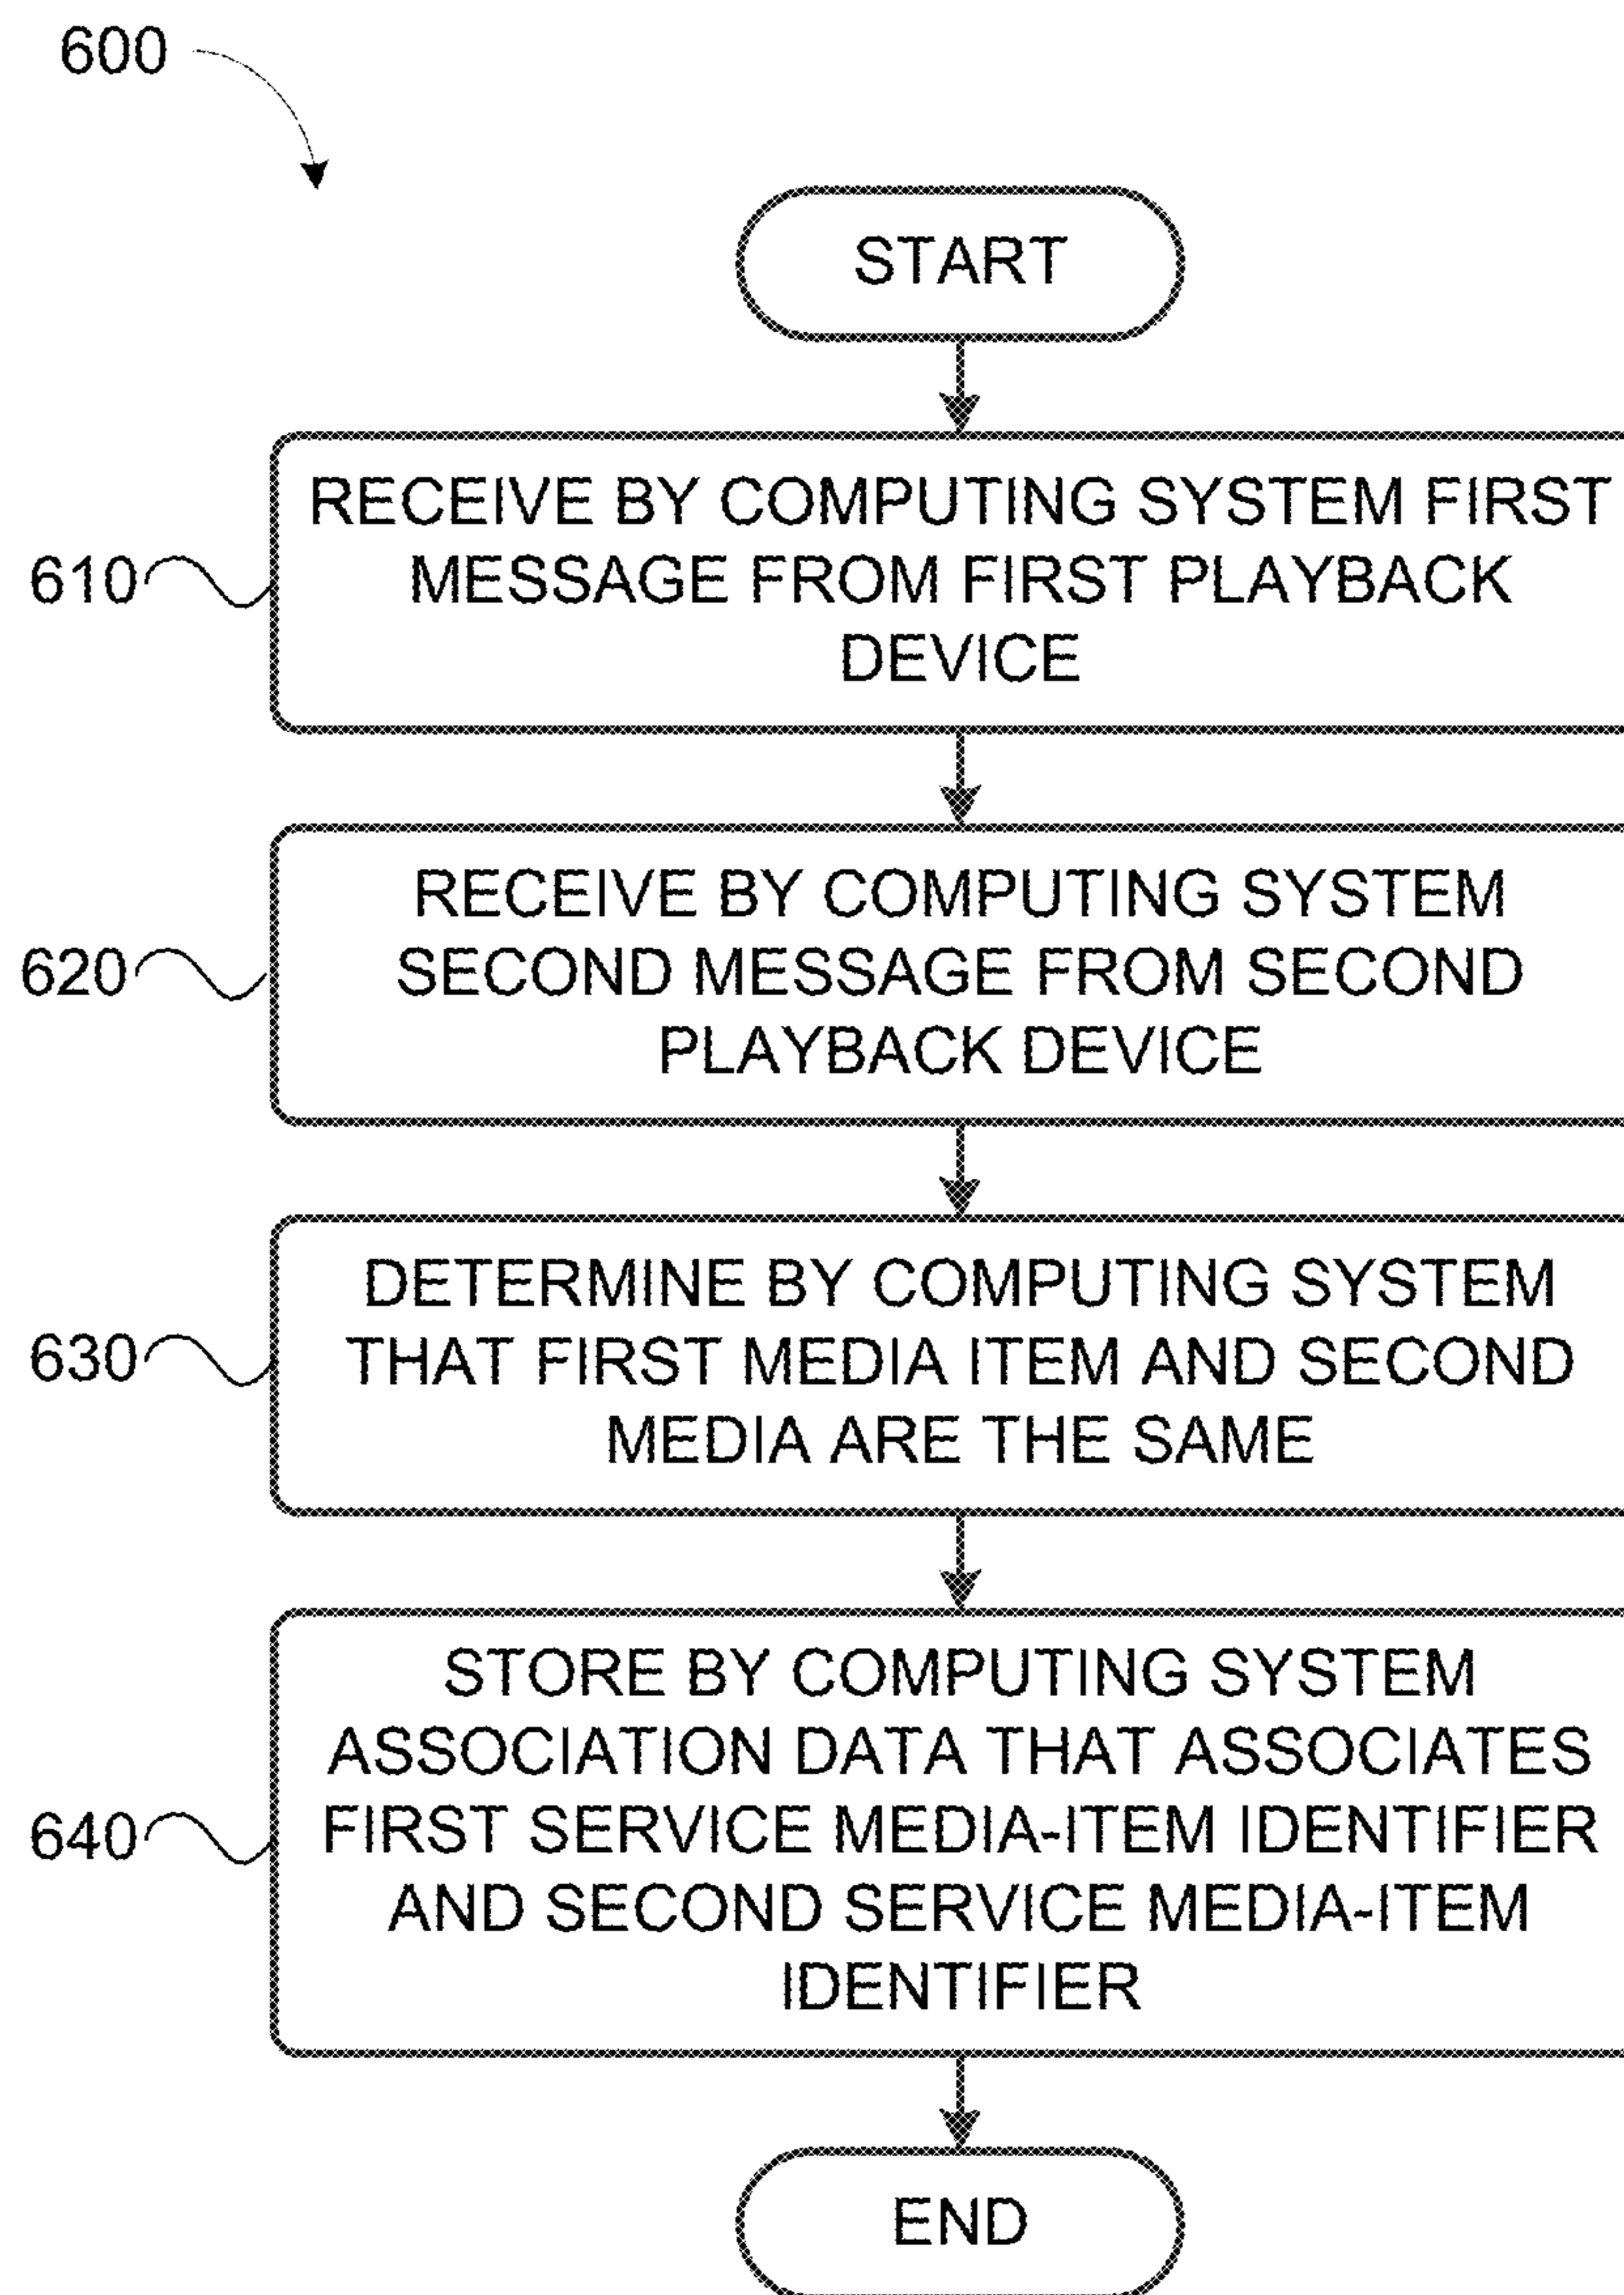 600
START
RECEIVE BY COMPUTING SYSTEM FIRST
MESSAGE FROM FIRST PLAYBACK
DEVICE
610
RECEIVE BY COMPUTING SYSTEM
SECOND MESSAGE FROM SECOND
PLAYBACK DEVICE
620
DETERMINE BY COMPUTING SYSTEM
THAT FIRST MEDIA ITEM AND SECOND
MEDIA ARE THE SAME
630
STORE BY COMPUTING SYSTEM
ASSOCIATION DATA THAT ASSOCIATES
FIRST SERVICE MEDIA-ITEM IDENTIFIER
AND SECOND SERVICE MEDIA-ITEM
IDENTIFIER
640
END